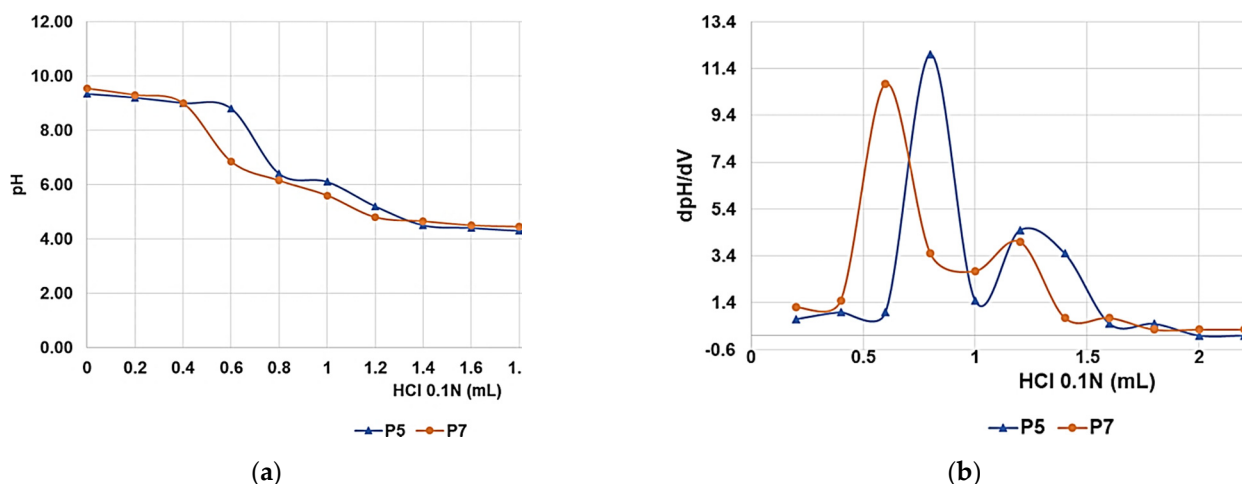 12.00
10.00
8.00
6.00
4.00
2.00
0.00
pH
0 0.2 0.4 0.6 0.8 1.0 1.2 1.4 1.6 1.
HCl 0.1N (mL)
P5 P7
(a)
13.4
11.4
9.4
7.4
5.4
3.4
1.4
-0.6
dpH/dV
0 0.5 1 1.5 2
HCl 0.1N (mL)
P5 P7
(b)